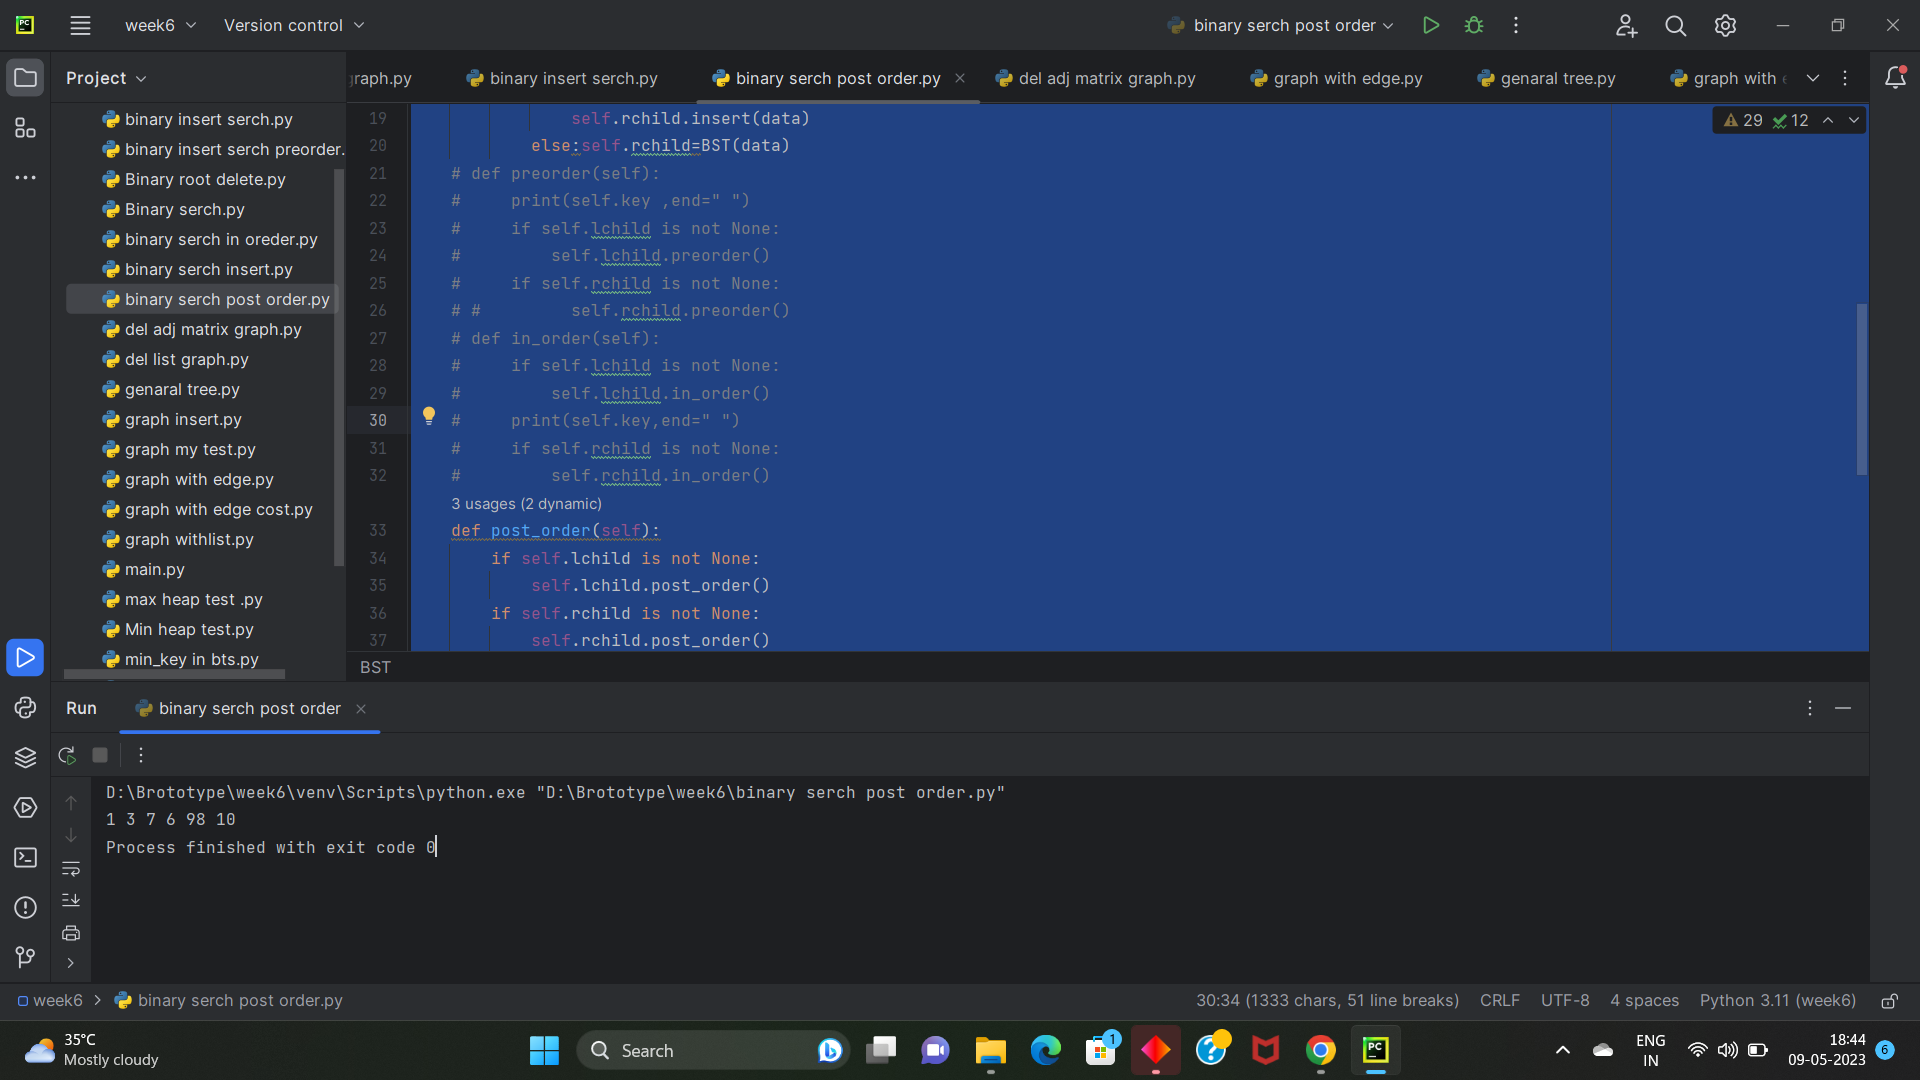 week6
Version control
binary serch post order
Project
graph.py
binary insert serch.py
binary serch post order.py
del adj matrix graph.py
graph with edge.py
genaral tree.py
graph with
binary insert serch.py
binary insert serch preorder.
Binary root delete.py
Binary serch.py
binary serch in oreder.py
binary serch insert.py
binary serch post order.py
del adj matrix graph.py
del list graph.py
genaral tree.py
graph insert.py
graph my test.py
graph with edge.py
graph with edge cost.py
graph withlist.py
main.py
max heap test .py
Min heap test.py
min_key in bts.py
29 12
19 self.rchild.insert(data)
20 else:self.rchild=BST(data)
21 # def preorder(self):
22 # print(self.key ,end=" ")
23 # if self.lchild is not None:
24 # self.lchild.preorder()
25 # if self.rchild is not None:
26 # # self.rchild.preorder()
27 # def in_order(self):
28 # if self.lchild is not None:
29 # self.lchild.in_order()
30 # print(self.key,end=" ")
31 # if self.rchild is not None:
32 # self.rchild.in_order()
3 usages (2 dynamic)
33 def post_order(self):
34 if self.lchild is not None:
35 self.lchild.post_order()
36 if self.rchild is not None:
37 self.rchild.post_order()
BST
Run
binary serch post order
D:\Brototype\week6\venv\Scripts\python.exe "D:\Brototype\week6\binary serch post order.py"
1 3 7 6 98 10
Process finished with exit code 0
week6 > binary serch post order.py
30:34 (1333 chars, 51 line breaks)
CRLF
UTF-8
4 spaces
Python 3.11 (week6)
35°C
Mostly cloudy
Search
1
PC
ENG
IN
18:44
09-05-2023
6